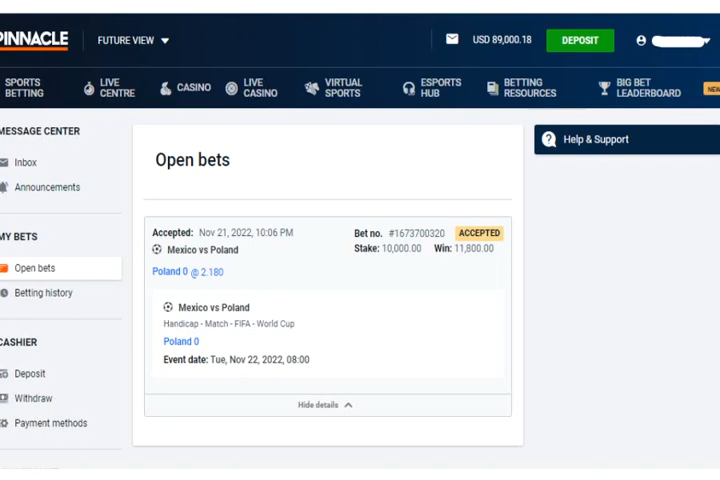 PINNACLE
FUTURE VIEW
USD 89,000.18
DEPOSIT
SPORTS BETTING
LIVE CENTRE
CASINO
LIVE CASINO
VIRTUAL SPORTS
ESPORTS HUB
BETTING RESOURCES
BIG BET LEADERBOARD
NEW
MESSAGE CENTER
Inbox
Announcements
MY BETS
Open bets
Betting history
CASHIER
Deposit
Withdraw
Payment methods
Open bets
Accepted: Nov 21, 2022, 10:06 PM
Bet no. #1673700320 ACCEPTED
Mexico vs Poland
Stake: 10,000.00 Win: 11,800.00
Poland 0 @ 2.180
Mexico vs Poland
Handicap - Match - FIFA - World Cup
Poland 0
Event date: Tue, Nov 22, 2022, 08:00
Hide details
Help & Support